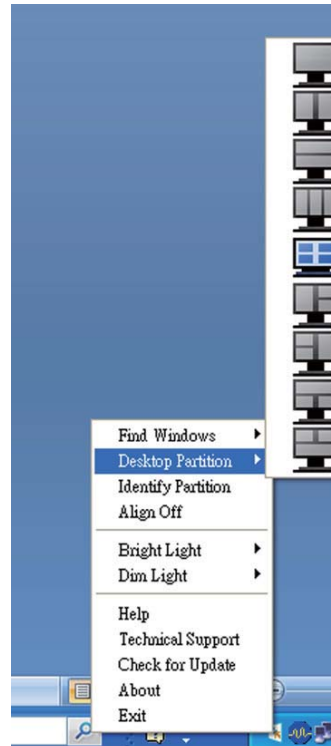 Find Windows
Desktop Partition
Identify Partition
Align Off
Bright Light
Dim Light
Help
Technical Support
Check for Update
About
Exit